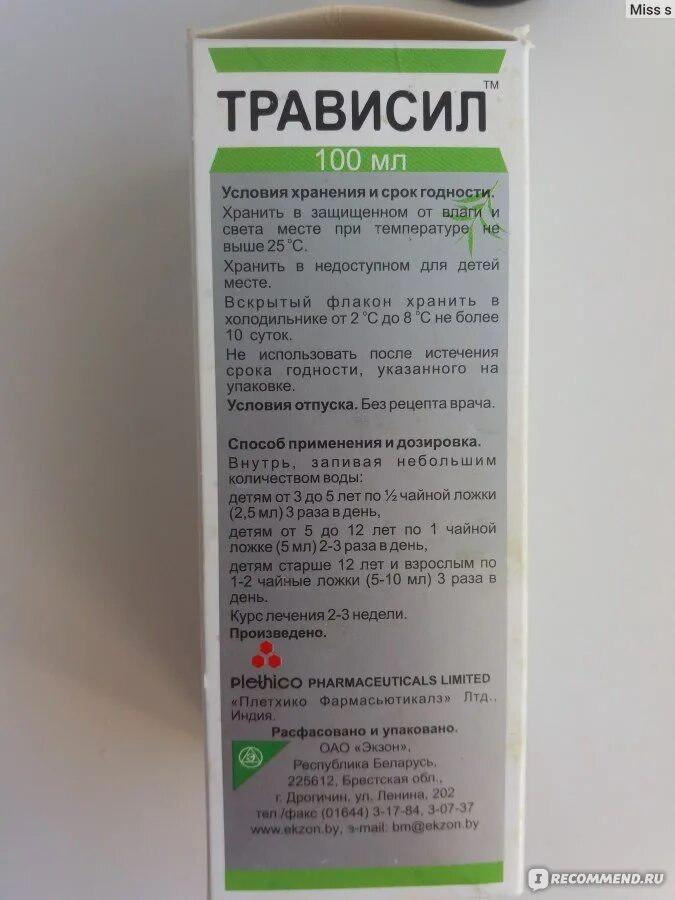 Miss s
ТРАВИСИЛ™
100 мл
Условия хранения и срок годности.
Хранить в защищенном от влаги и
света месте при температуре не
выше 25 °С.
Хранить в недоступном для детей
месте.
Вскрытый флакон хранить в
холодильнике от 2 °С до 8 °С не более
10 суток.
Не использовать после истечения
срока годности, указанного на
упаковке.
Условия отпуска. Без рецепта врача.
Способ применения и дозировка.
Внутрь, запивая небольшим
количеством воды:
детям от 3 до 5 лет по ½ чайной ложки
(2,5 мл) 3 раза в день,
детям от 5 до 12 лет по 1 чайной
ложке (5 мл) 2-3 раза в день,
детям старше 12 лет и взрослым по
1-2 чайные ложки (5-10 мл) 3 раза в
день.
Курс лечения 2-3 недели.
Произведено.
Plethico PHARMACEUTICALS LIMITED
«Плетхико Фармасьютикалз» Лтд.,
Индия.
Расфасовано и упаковано.
ОАО «Экзон»,
Республика Беларусь,
225612, Брестская обл.,
г. Дрогичин, ул. Ленина, 202
тел./факс (01644) 3-17-84, 3-07-37
www.ekzon.by, э-mail: bm@ekzon.by
IRECOMMEND.RU